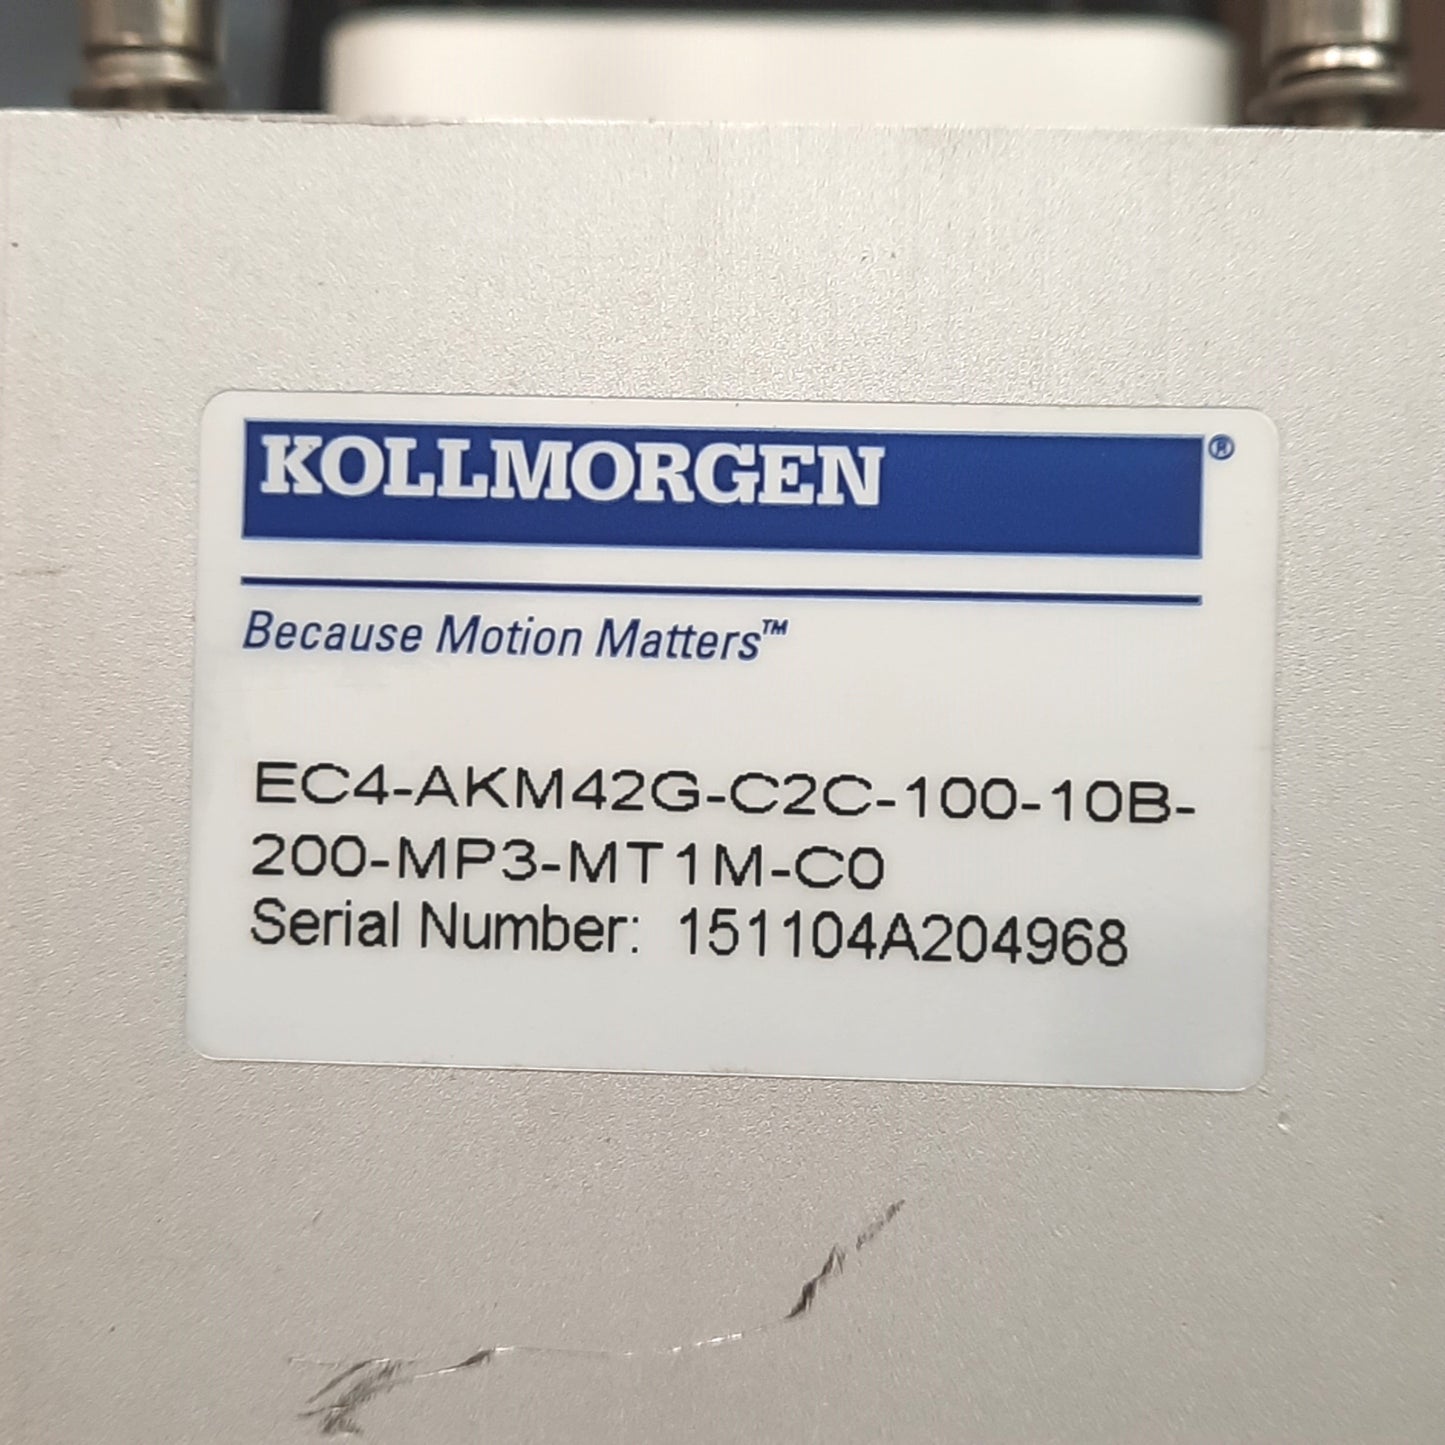 KOLLMORGEN®
Because Motion Matters™
EC4-AKM42G-C2C-100-10B-
200-MP3-MT1M-C0
Serial Number: 151104A204968